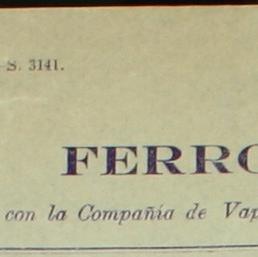 S. 3141.
FERRO
con la Compañía de Vap